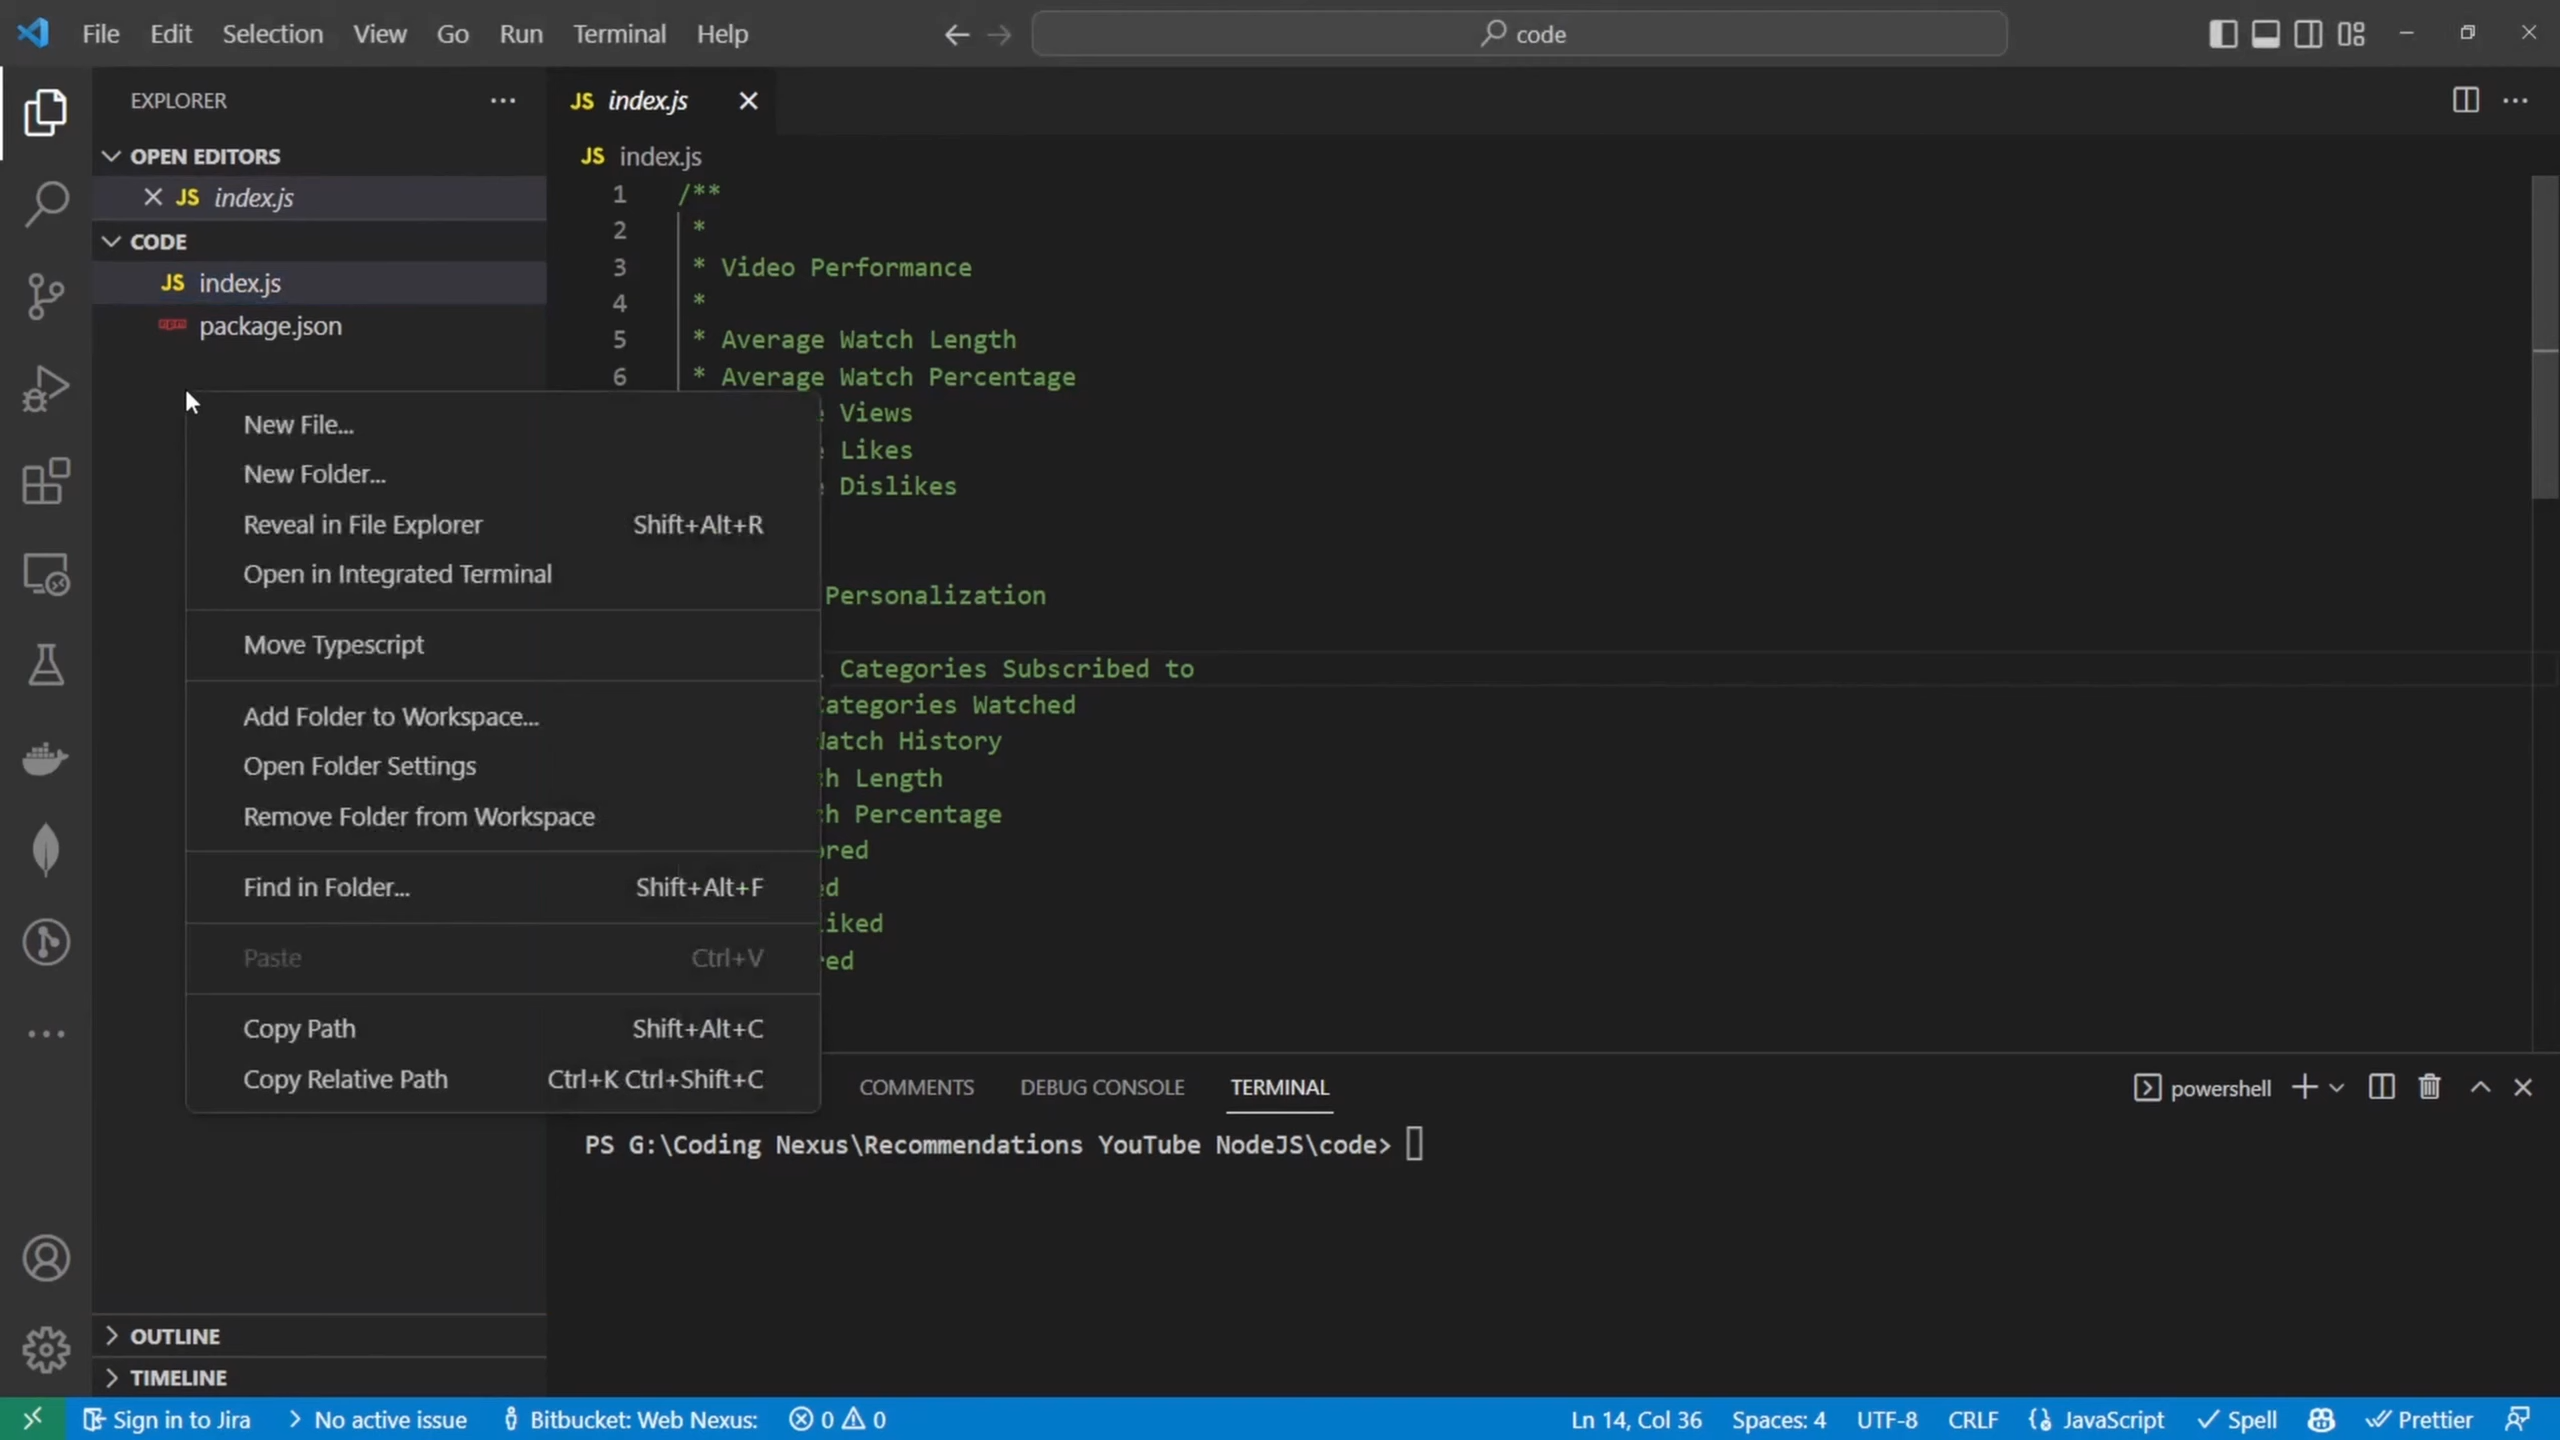 File Edit Selection View Go Run Terminal Help
code
EXPLORER
OPEN EDITORS
JS index.js
CODE
JS index.js
package.json
JS index.js
JS index.js
1 /**
2 *
3 * Video Performance
4 *
5 * Average Watch Length
6 * Average Watch Percentage
Views
Likes
Dislikes
Personalization
Categories Subscribed to
ategories Watched
Watch History
h Length
h Percentage
ored
ed
iked
red
New File...
New Folder...
Reveal in File Explorer Shift+Alt+R
Open in Integrated Terminal
Move Typescript
Add Folder to Workspace...
Open Folder Settings
Remove Folder from Workspace
Find in Folder... Shift+Alt+F
Paste Ctrl+V
Copy Path Shift+Alt+C
Copy Relative Path Ctrl+K Ctrl+Shift+C
COMMENTS DEBUG CONSOLE TERMINAL
powershell
PS G:\Coding Nexus\Recommendations YouTube NodeJS\code>
OUTLINE
TIMELINE
Sign in to Jira No active issue Bitbucket: Web Nexus: 0 0 Ln 14, Col 36 Spaces: 4 UTF-8 CRLF JavaScript Spell Prettier